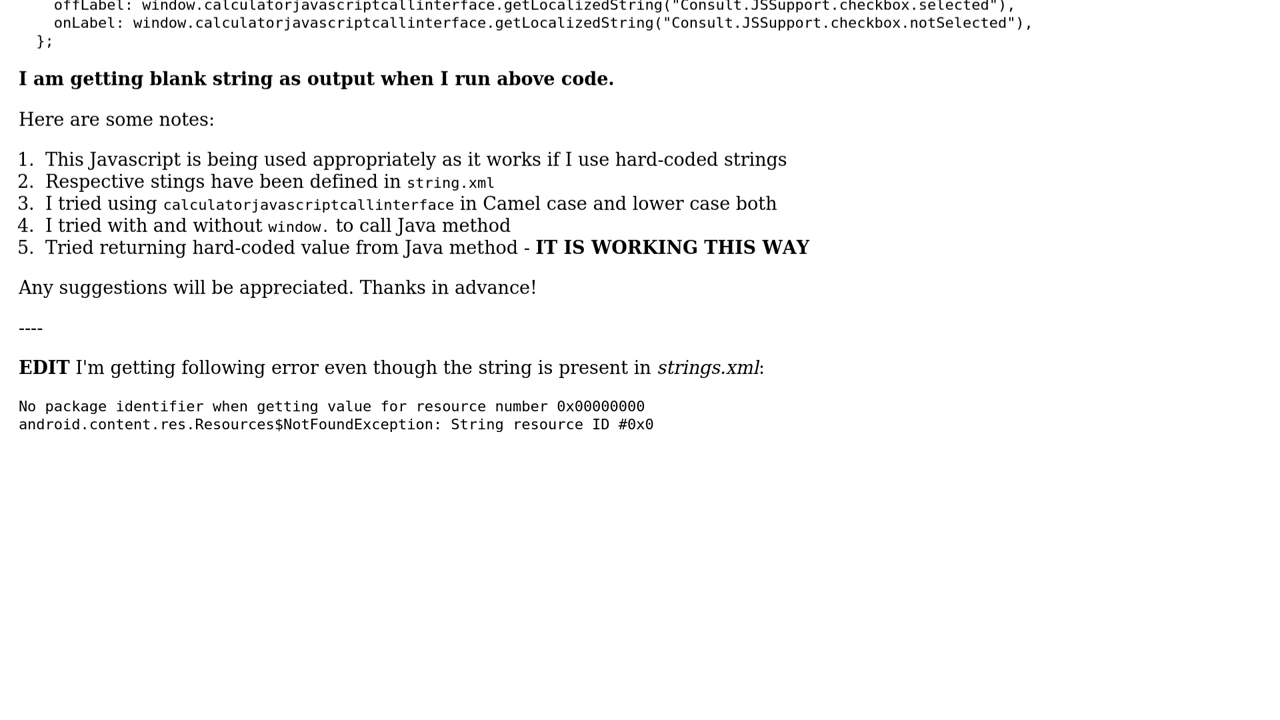 offLabel: window.calculatorjavascriptcallinterface.getLocalizedString("Consult.JSSupport.checkbox.selected"),
onLabel: window.calculatorjavascriptcallinterface.getLocalizedString("Consult.JSSupport.checkbox.notSelected"),
};
I am getting blank string as output when I run above code.
Here are some notes:
1. This Javascript is being used appropriately as it works if I use hard-coded strings
2. Respective stings have been defined in string.xml
3. I tried using calculatorjavascriptcallinterface in Camel case and lower case both
4. I tried with and without window. to call Java method
5. Tried returning hard-coded value from Java method - IT IS WORKING THIS WAY
Any suggestions will be appreciated. Thanks in advance!
----
EDIT I'm getting following error even though the string is present in strings.xml:
No package identifier when getting value for resource number 0x00000000
android.content.res.Resources$NotFoundException: String resource ID #0x0